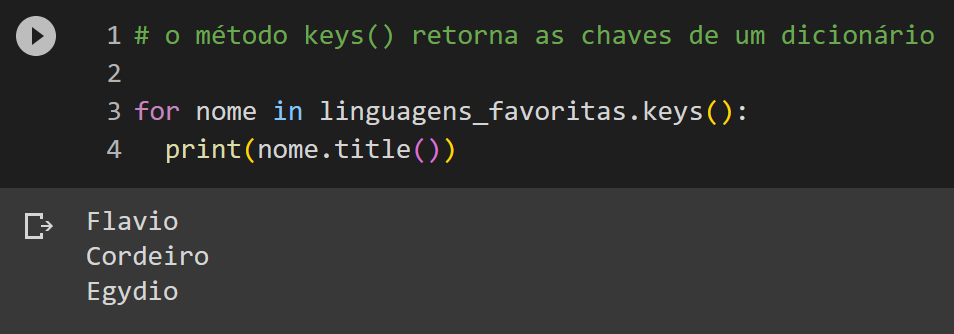 1 # o método keys() retorna as chaves de um dicionário
2
3 for nome in linguagens_favoritas.keys():
4   print(nome.title())
Flavio
Cordeiro
Egydio